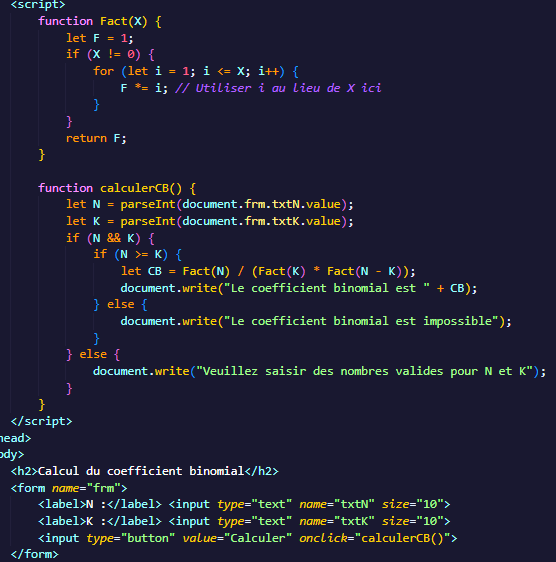 <script>
function Fact(X) {
let F = 1;
if (X != 0) {
for (let i = 1; i <= X; i++) {
F *= i; // Utiliser i au lieu de X ici
}
}
return F;
}
function calculerCB() {
let N = parseInt(document.frm.txtN.value);
let K = parseInt(document.frm.txtK.value);
if (N && K) {
if (N >= K) {
let CB = Fact(N) / (Fact(K) * Fact(N - K));
document.write("Le coefficient binomial est " + CB);
} else {
document.write("Le coefficient binomial est impossible");
}
} else {
document.write("Veuillez saisir des nombres valides pour N et K");
}
}
</script>
head>
ody>
<h2>Calcul du coefficient binomial</h2>
<form name="frm">
<label>N :</label> <input type="text" name="txtN" size="10">
<label>K :</label> <input type="text" name="txtK" size="10">
<input type="button" value="Calculer" onclick="calculerCB()">
</form>